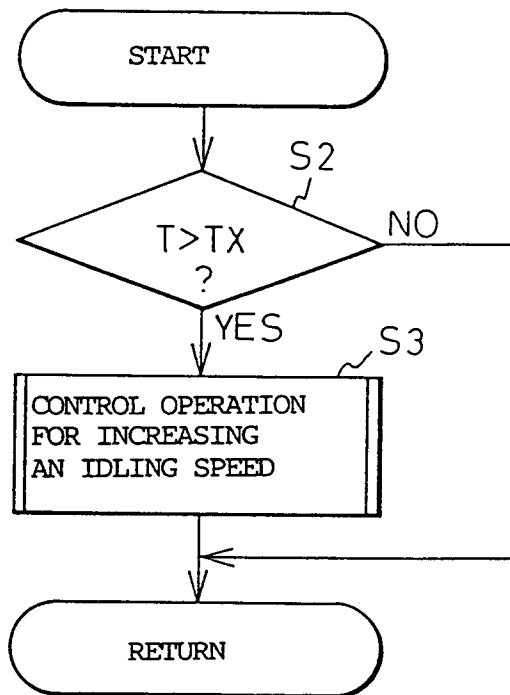 START
S2
T>TX
?
NO
YES
S3
CONTROL OPERATION
FOR INCREASING
AN IDLING SPEED
RETURN